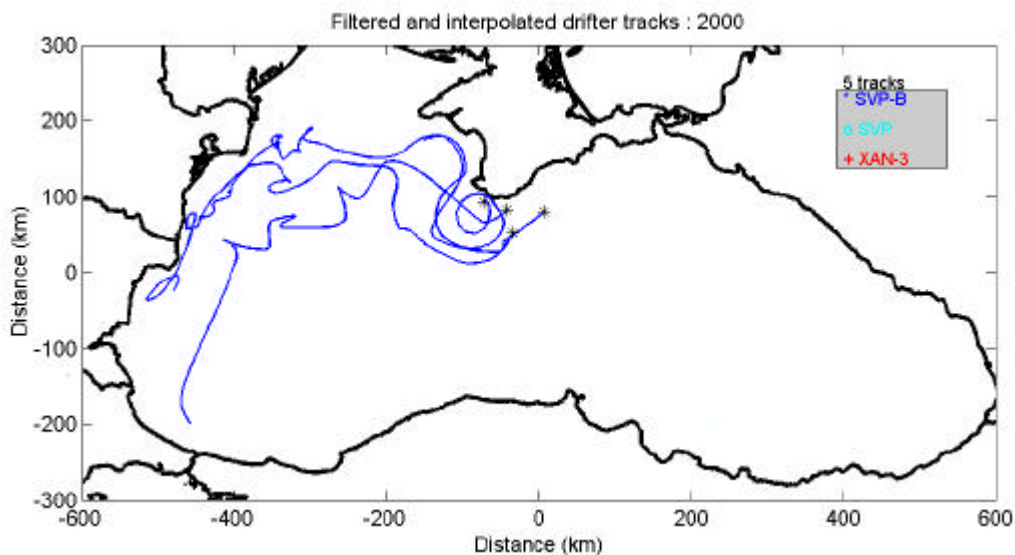 Filtered and interpolated drifter tracks : 2000
300
200
100
0
-100
-200
-300
Distance (km)
5 tracks
* SVP-B
o SVP
+ XAN-3
-600
-400
-200
0
200
400
600
Distance (km)